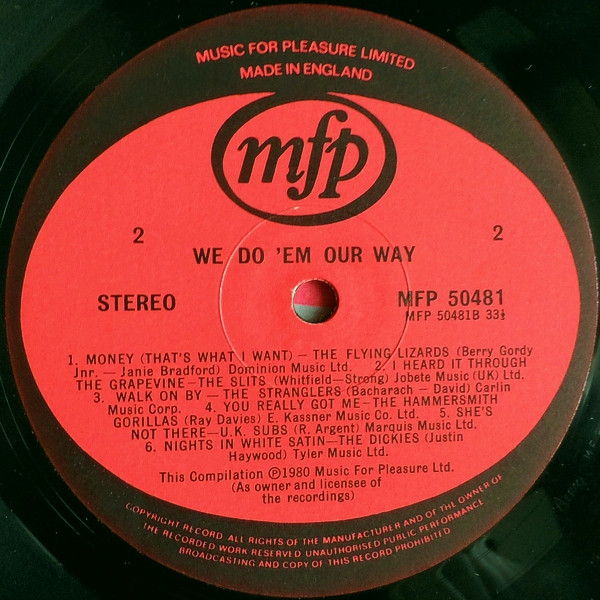 MUSIC FOR PLEASURE LIMITED
MADE IN ENGLAND
mfp
2 2
WE DO 'EM OUR WAY
STEREO MFP 50481
MFP 50481B 33⅓
1. MONEY (THAT'S WHAT I WANT) – THE FLYING LIZARDS (Berry Gordy
Jnr. – Janie Bradford) Dominion Music Ltd. 2. I HEARD IT THROUGH
THE GRAPEVINE – THE SLITS (Whitfield – Strong) Jobete Music (UK) Ltd.
3. WALK ON BY – THE STRANGLERS (Bacharach – David) Carlin
Music Corp. 4. YOU REALLY GOT ME – THE HAMMERSMITH
GORILLAS (Ray Davies) E. Kassner Music Co. Ltd. 5. SHE'S
NOT THERE – U.K. SUBS (R. Argent) Marquis Music Ltd.
6. NIGHTS IN WHITE SATIN – THE DICKIES (Justin
Haywood) Tyler Music Ltd.
This Compilation ℗1980 Music For Pleasure Ltd.
(As owner and licensee of
the recordings)
COPYRIGHT RECORD ALL RIGHTS OF THE MANUFACTURER AND OF THE OWNER OF
THE RECORDED WORK RESERVED UNAUTHORISED PUBLIC PERFORMANCE
BROADCASTING AND COPY OF THIS RECORD PROHIBITED